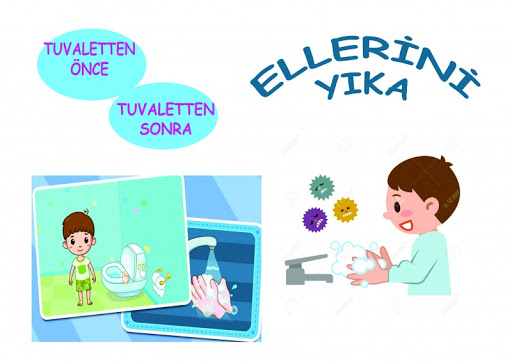 TUVALETTEN
ÖNCE
TUVALETTEN
SONRA
ELLERİNİ
YIKA